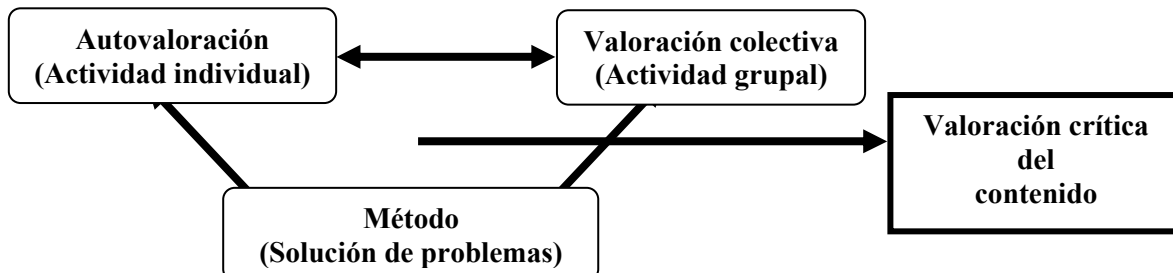 Autovaloración
(Actividad individual)
Valoración colectiva
(Actividad grupal)
Valoración crítica
del
contenido
Método
(Solución de problemas)